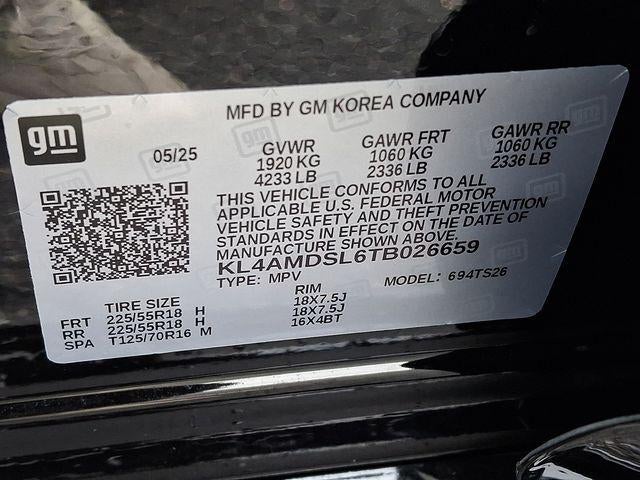 MFD BY GM KOREA COMPANY
gm
05/25
GVWR
1920 KG
4233 LB
GAWR FRT
1060 KG
2336 LB
GAWR RR
1060 KG
2336 LB
THIS VEHICLE CONFORMS TO ALL
APPLICABLE U.S. FEDERAL MOTOR
VEHICLE SAFETY AND THEFT PREVENTION
STANDARDS IN EFFECT ON THE DATE OF
MANUFACTURE SHOWN ABOVE.
KL4AMDSL6TB026659
TYPE: MPV
MODEL: 694TS26
TIRE SIZE
RIM
FRT 225/55R18 H 18X7.5J
RR 225/55R18 H 18X7.5J
SPA T125/70R16 M 16X4BT